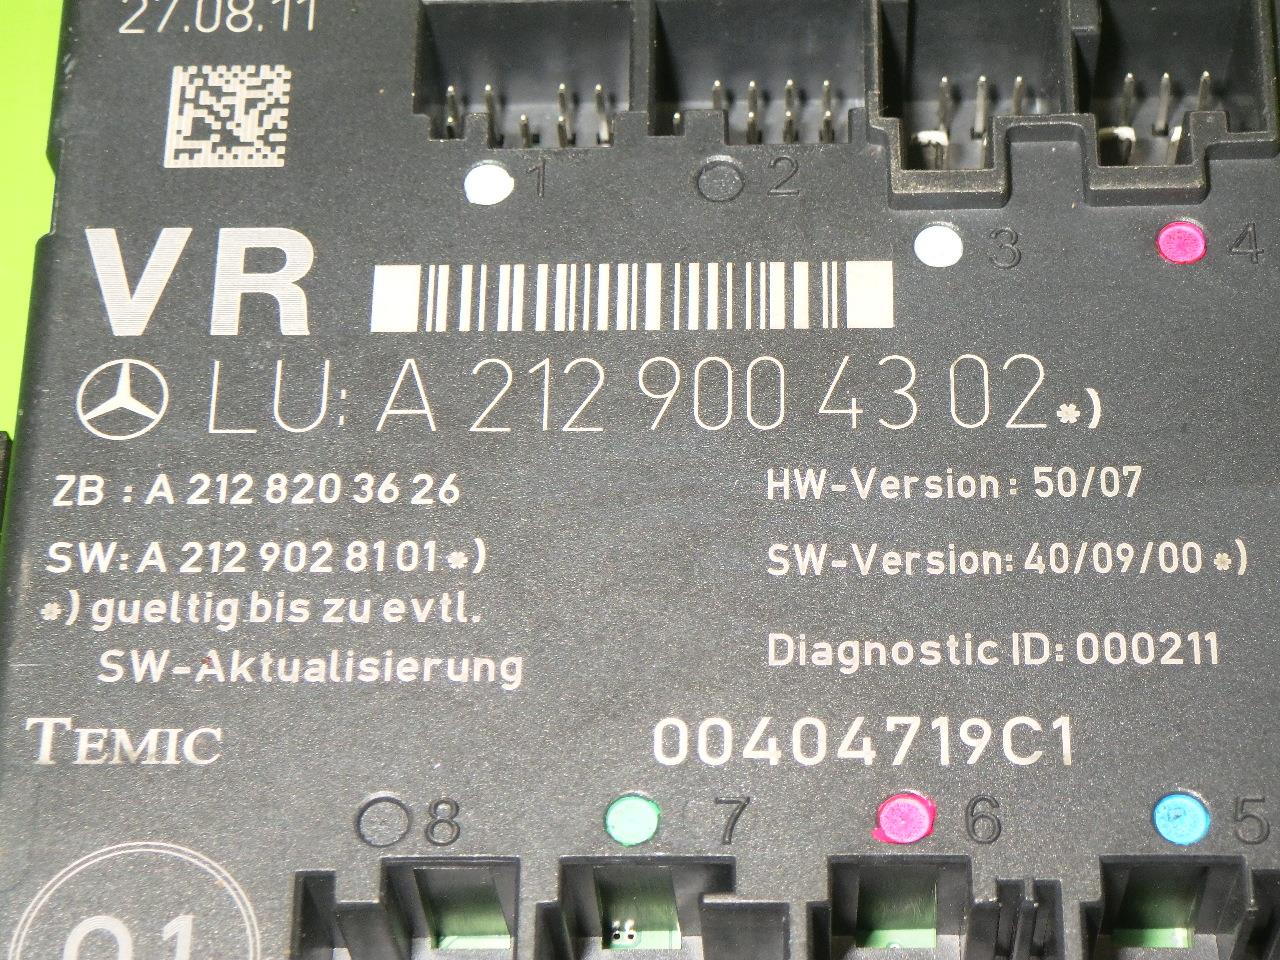 27.08.11
1
2
3
4
VR
LU: A 212 900 43 02 *)
ZB : A 212 820 36 26
HW-Version: 50/07
SW: A 212 902 81 01 *)
SW-Version: 40/09/00 *)
*) gueltig bis zu evtl.
SW-Aktualisierung
Diagnostic ID: 000211
TEMIC
00404719C1
8
7
6
5
01